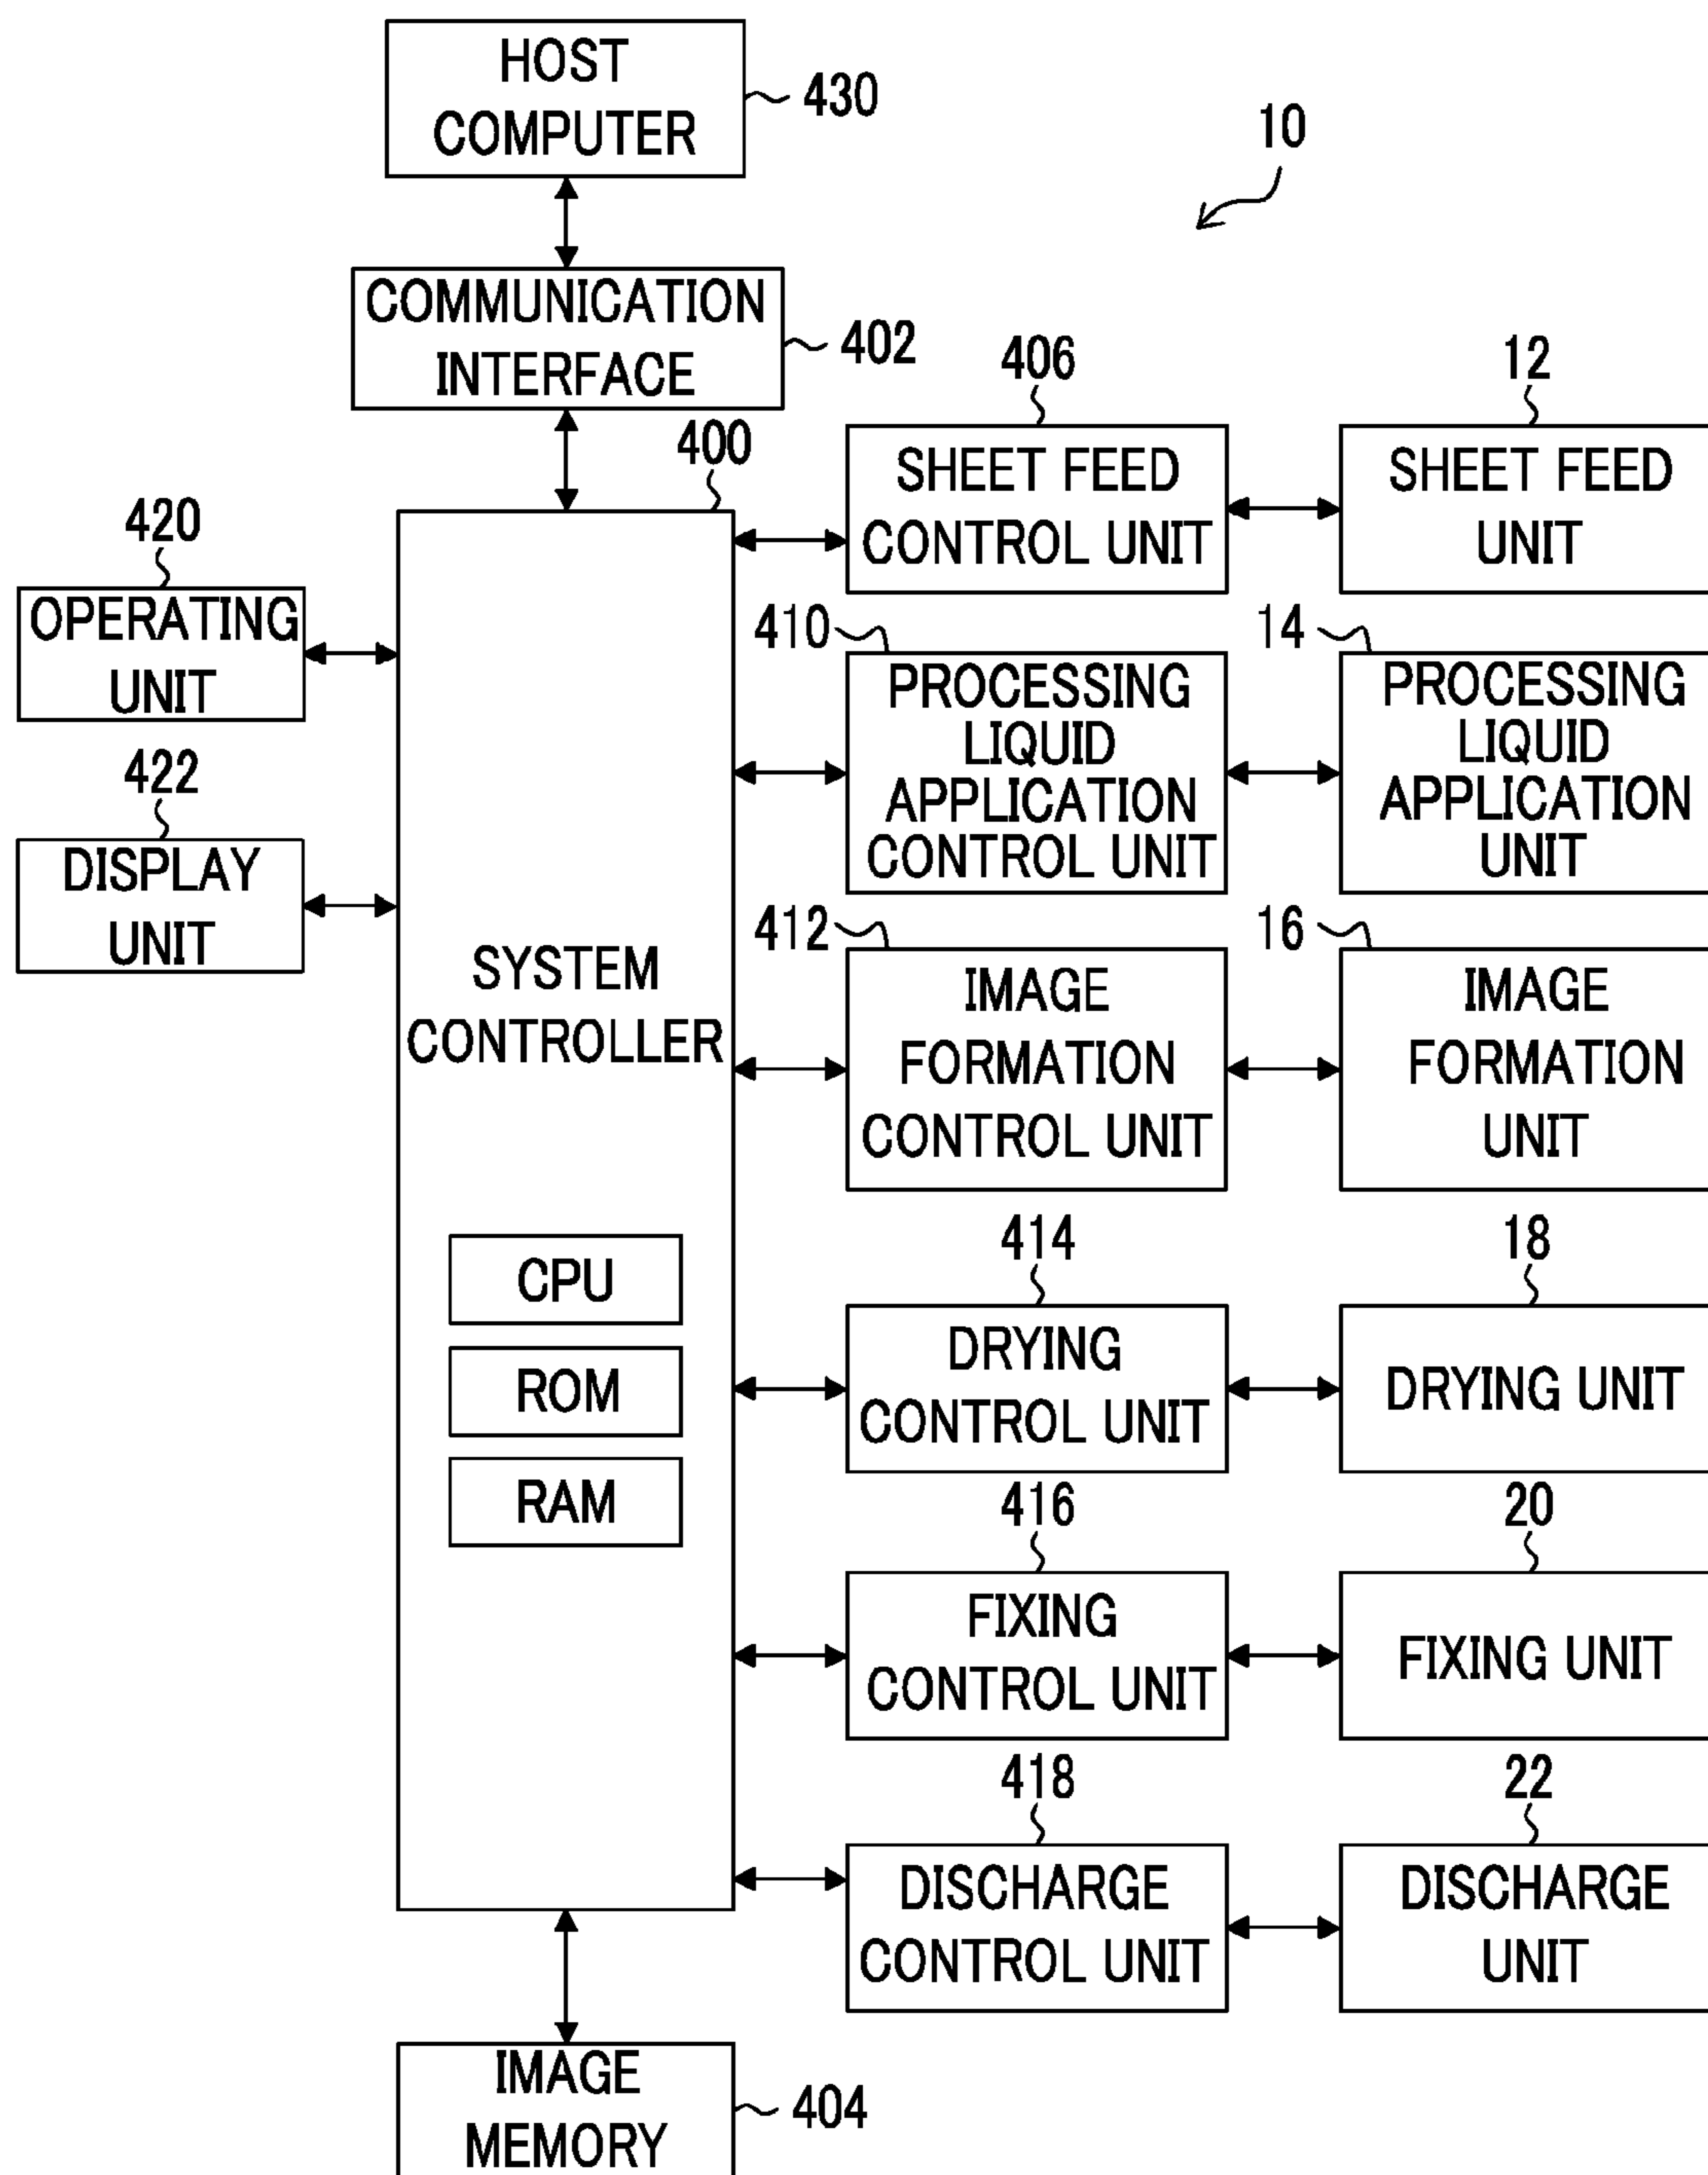 HOST
COMPUTER
430
10
COMMUNICATION
INTERFACE
402
400
406
12
SHEET FEED
CONTROL UNIT
SHEET FEED
UNIT
420
OPERATING
UNIT
410
PROCESSING
LIQUID
APPLICATION
CONTROL UNIT
14
PROCESSING
LIQUID
APPLICATION
UNIT
422
DISPLAY
UNIT
SYSTEM
CONTROLLER
412
IMAGE
FORMATION
CONTROL UNIT
16
IMAGE
FORMATION
UNIT
CPU
ROM
RAM
414
DRYING
CONTROL UNIT
18
DRYING UNIT
416
FIXING
CONTROL UNIT
20
FIXING UNIT
418
DISCHARGE
CONTROL UNIT
22
DISCHARGE
UNIT
IMAGE
MEMORY
404